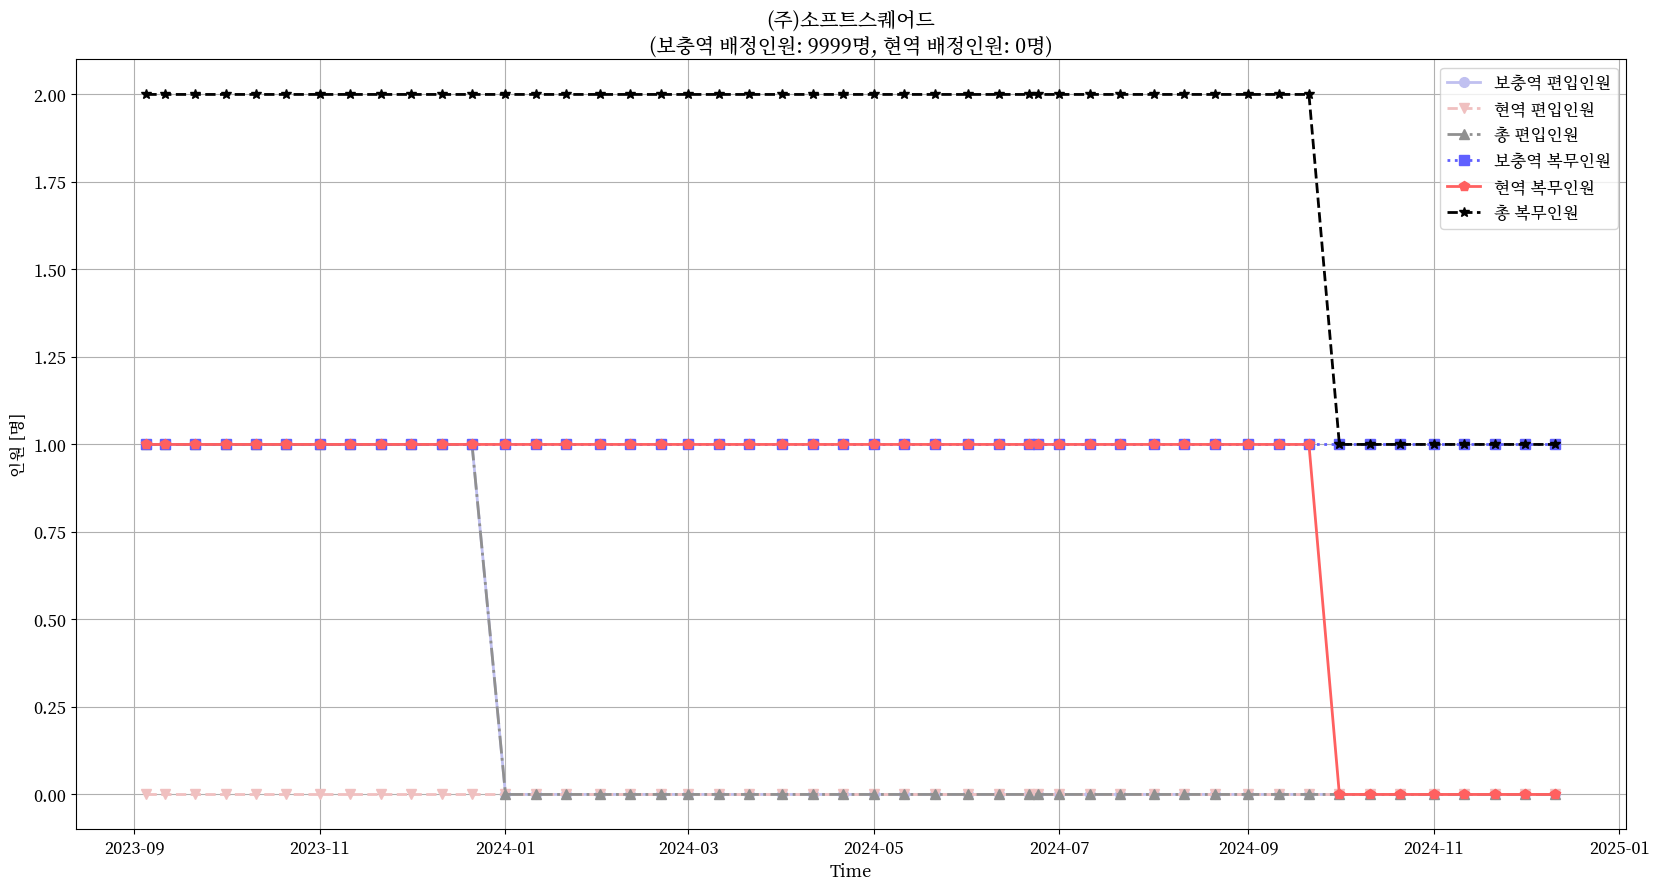 (주)소프트스퀘어드
(보충역 배정인원: 9999명, 현역 배정인원: 0명)
보충역 편입인원
현역 편입인원
총 편입인원
보충역 복무인원
현역 복무인원
총 복무인원
2.00
1.75
1.50
1.25
1.00
0.75
0.50
0.25
0.00
인원 [명]
2023-09
2023-11
2024-01
2024-03
2024-05
2024-07
2024-09
2024-11
2025-01
Time